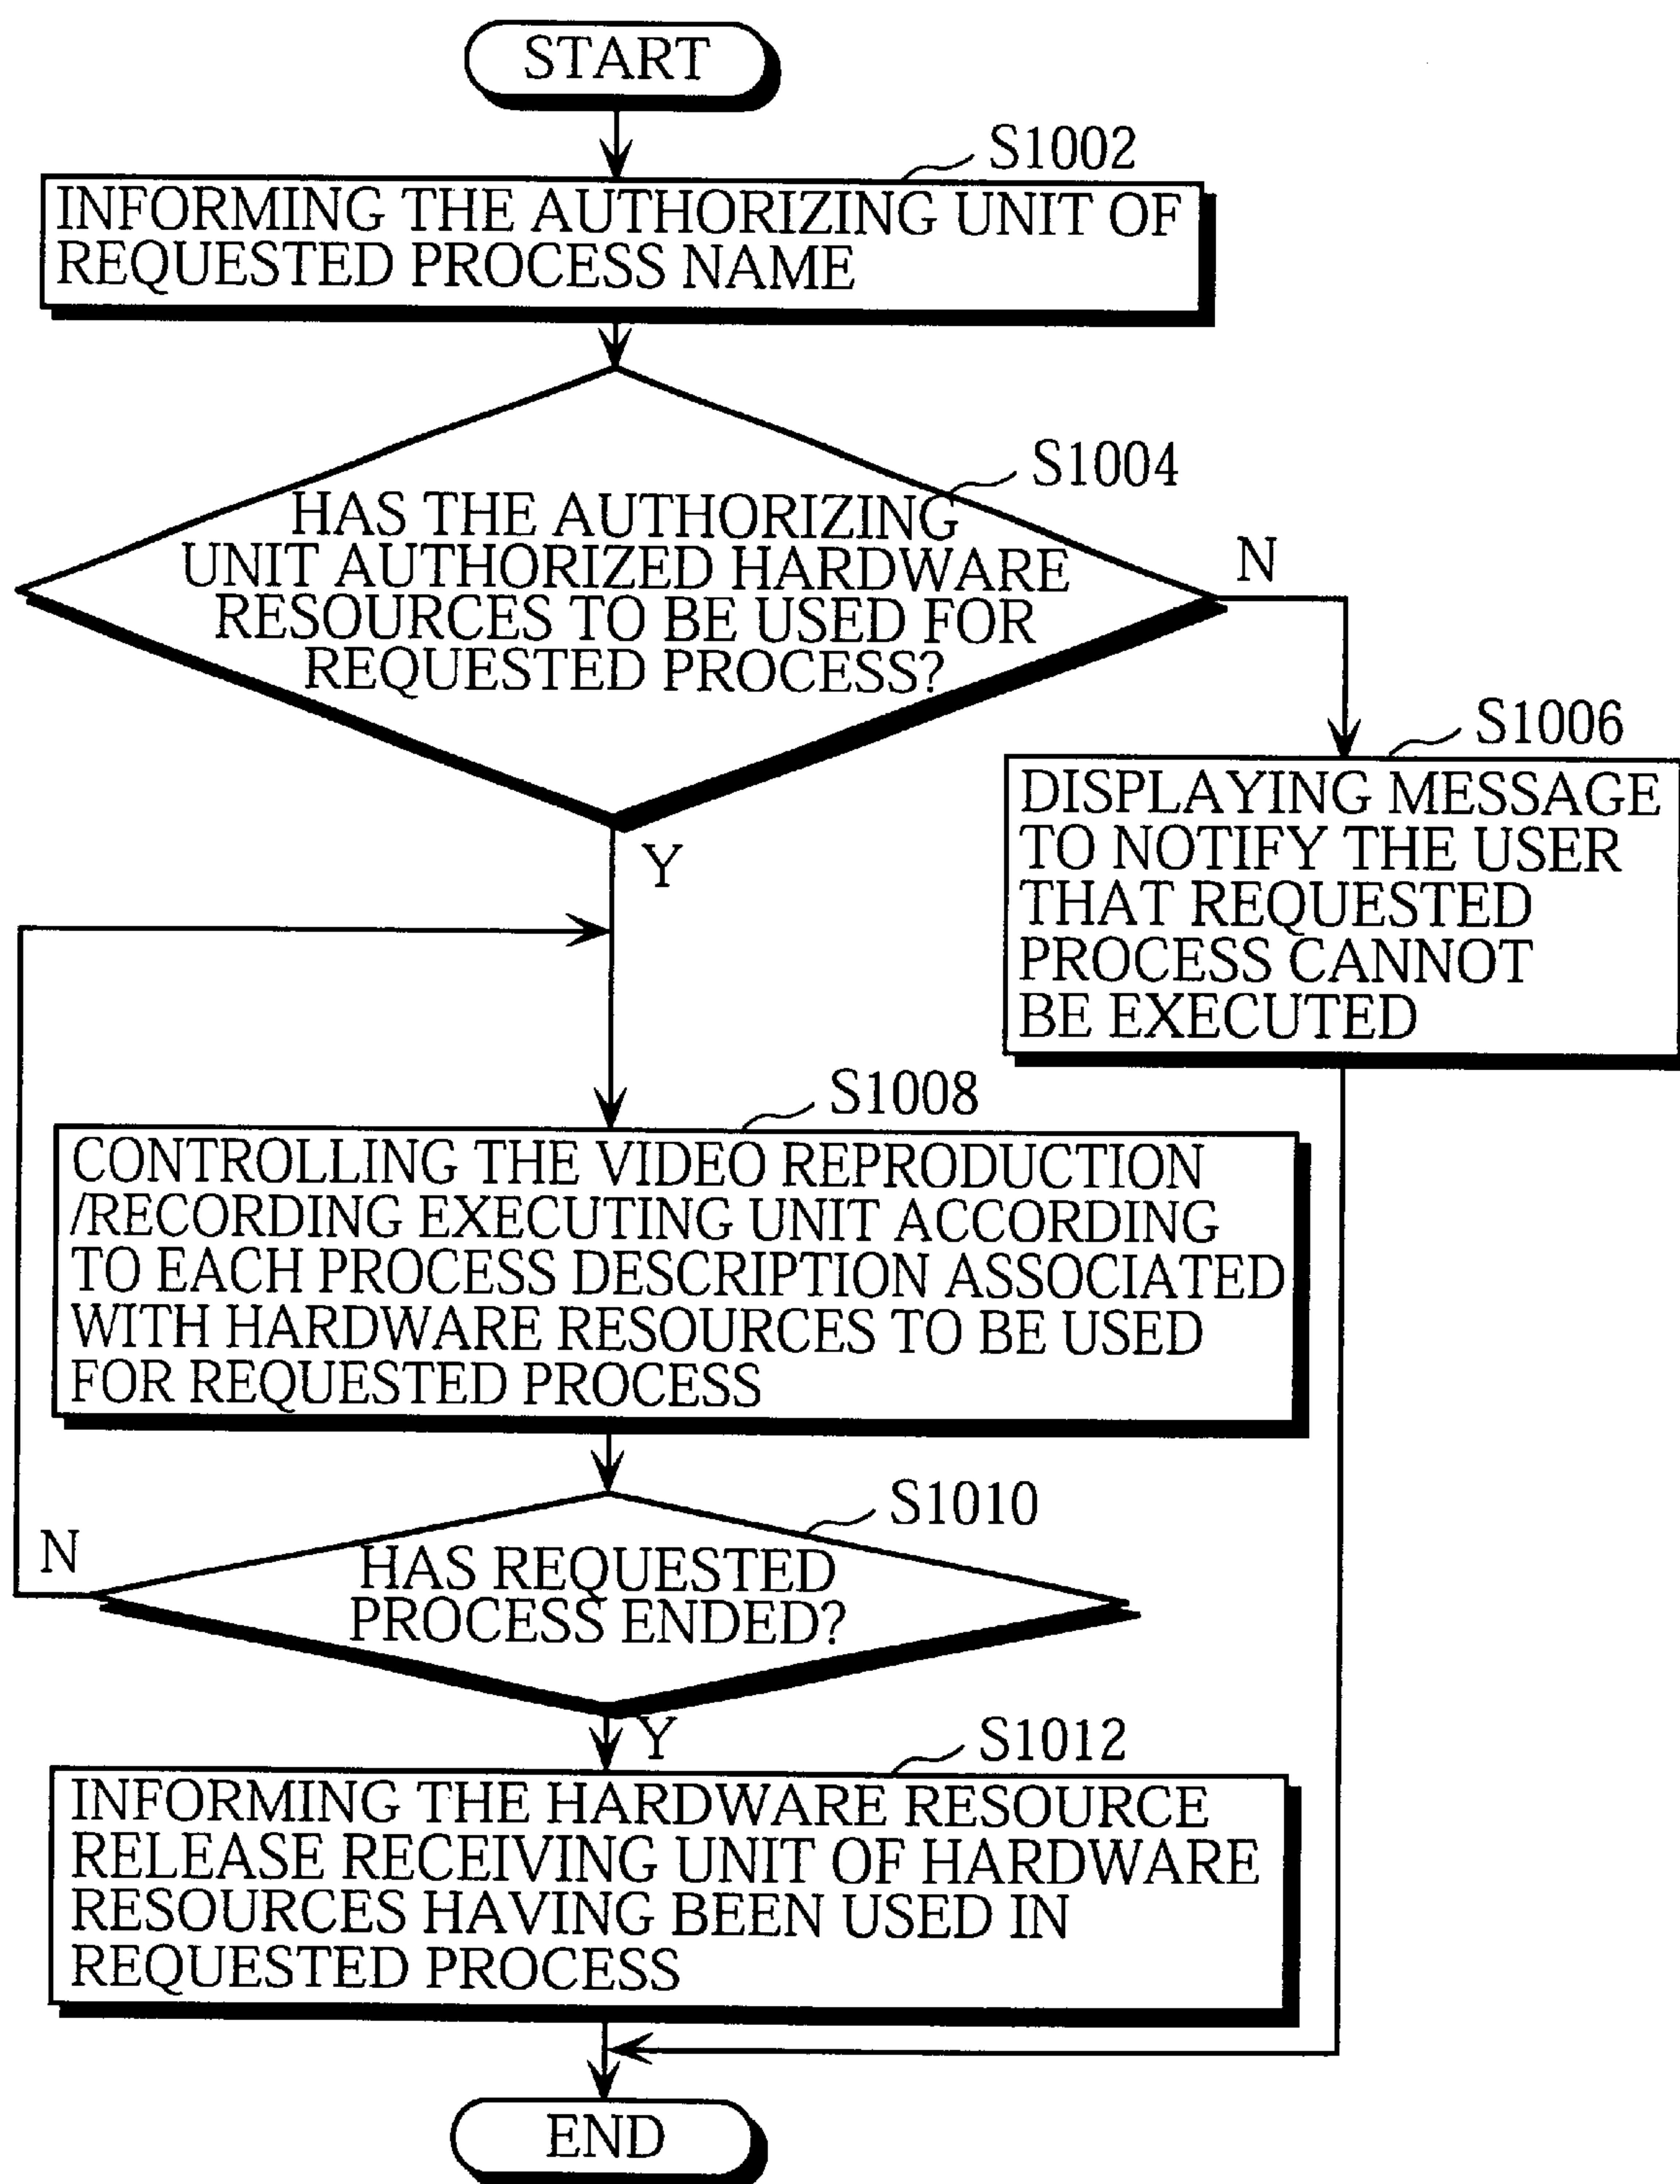 START
S1002
INFORMING THE AUTHORIZING UNIT OF
REQUESTED PROCESS NAME
S1004
HAS THE AUTHORIZING
UNIT AUTHORIZED HARDWARE
RESOURCES TO BE USED FOR
REQUESTED PROCESS?
N
Y
S1006
DISPLAYING MESSAGE
TO NOTIFY THE USER
THAT REQUESTED
PROCESS CANNOT
BE EXECUTED
S1008
CONTROLLING THE VIDEO REPRODUCTION
/RECORDING EXECUTING UNIT ACCORDING
TO EACH PROCESS DESCRIPTION ASSOCIATED
WITH HARDWARE RESOURCES TO BE USED
FOR REQUESTED PROCESS
S1010
N
HAS REQUESTED
PROCESS ENDED?
Y
S1012
INFORMING THE HARDWARE RESOURCE
RELEASE RECEIVING UNIT OF HARDWARE
RESOURCES HAVING BEEN USED IN
REQUESTED PROCESS
END